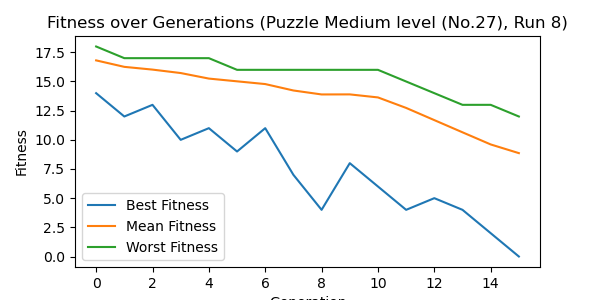 Fitness over Generations (Puzzle Medium level (No.27), Run 8)
Fitness
17.5
15.0
12.5
10.0
7.5
5.0
2.5
0.0
Best Fitness
Mean Fitness
Worst Fitness
0 2 4 6 8 10 12 14
Generation